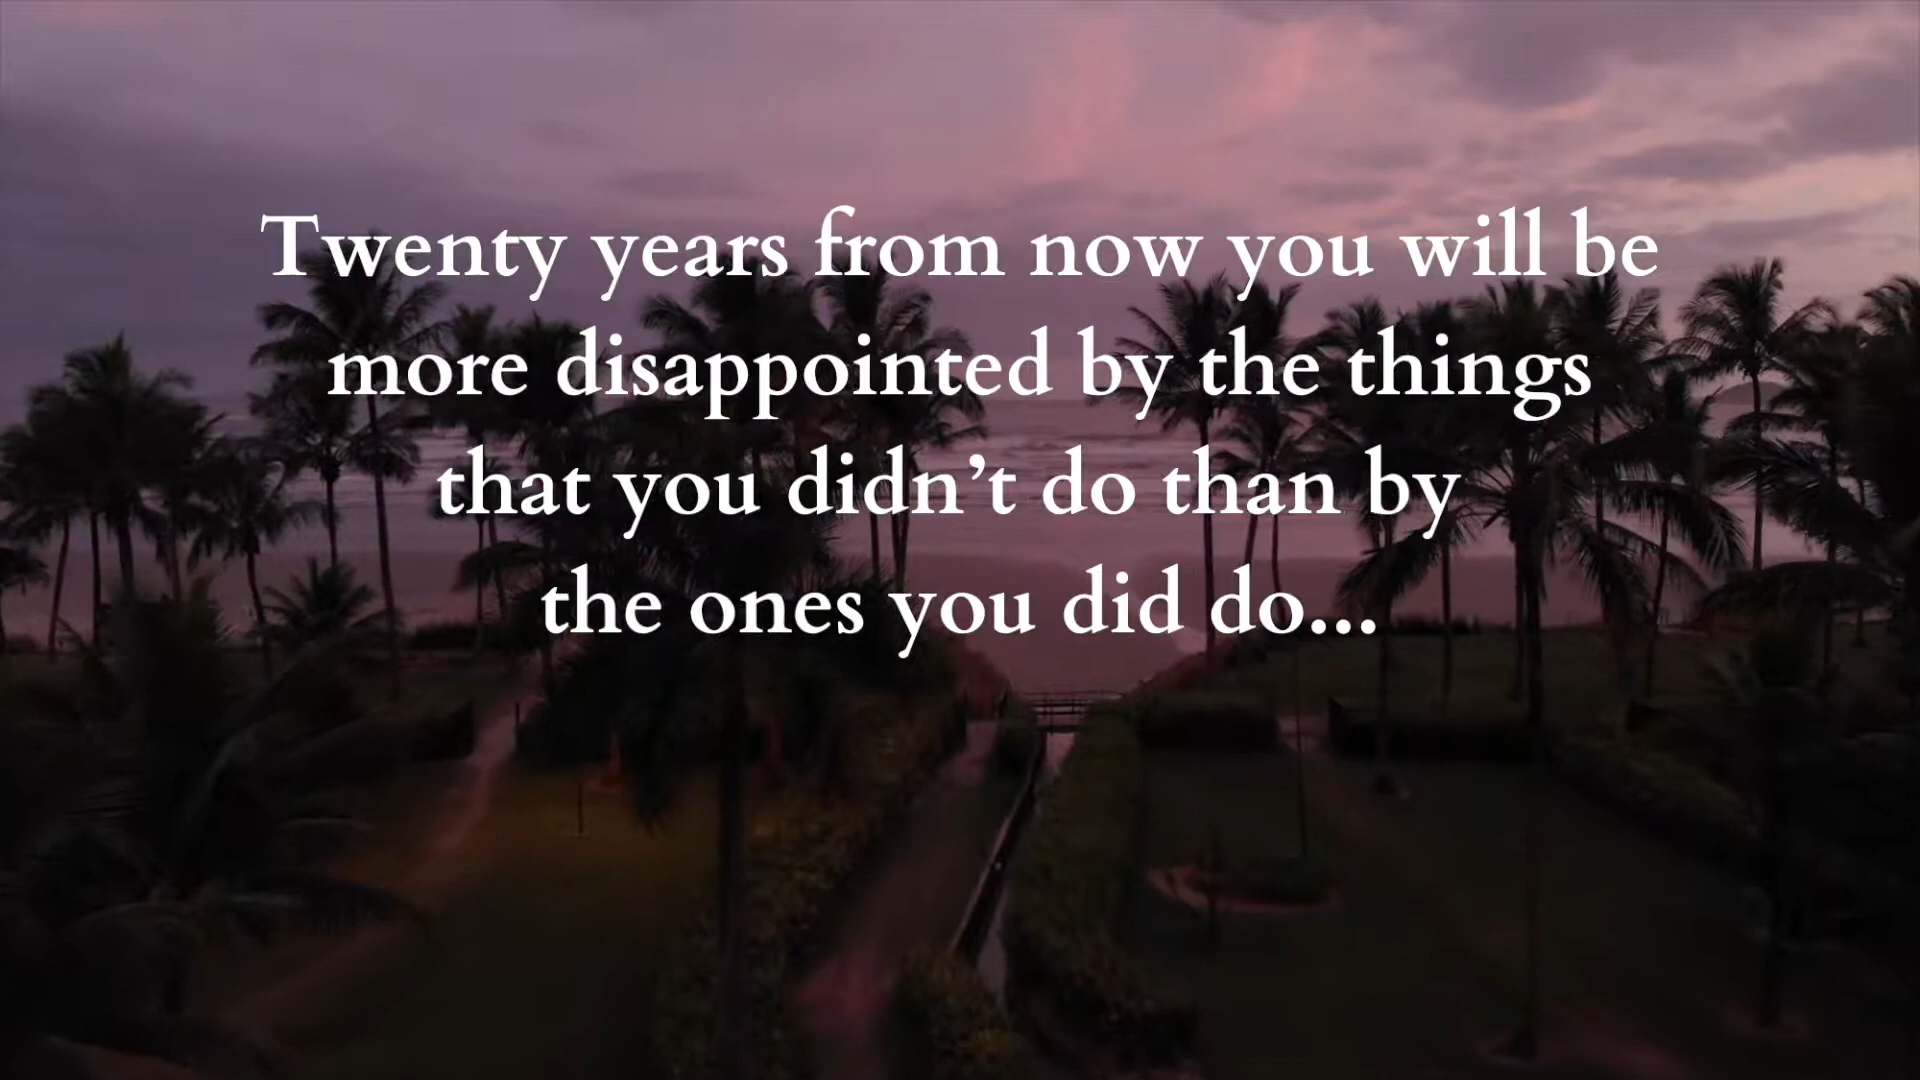 Twenty years from now you will be
more disappointed by the things
that you didn’t do than by
the ones you did do...